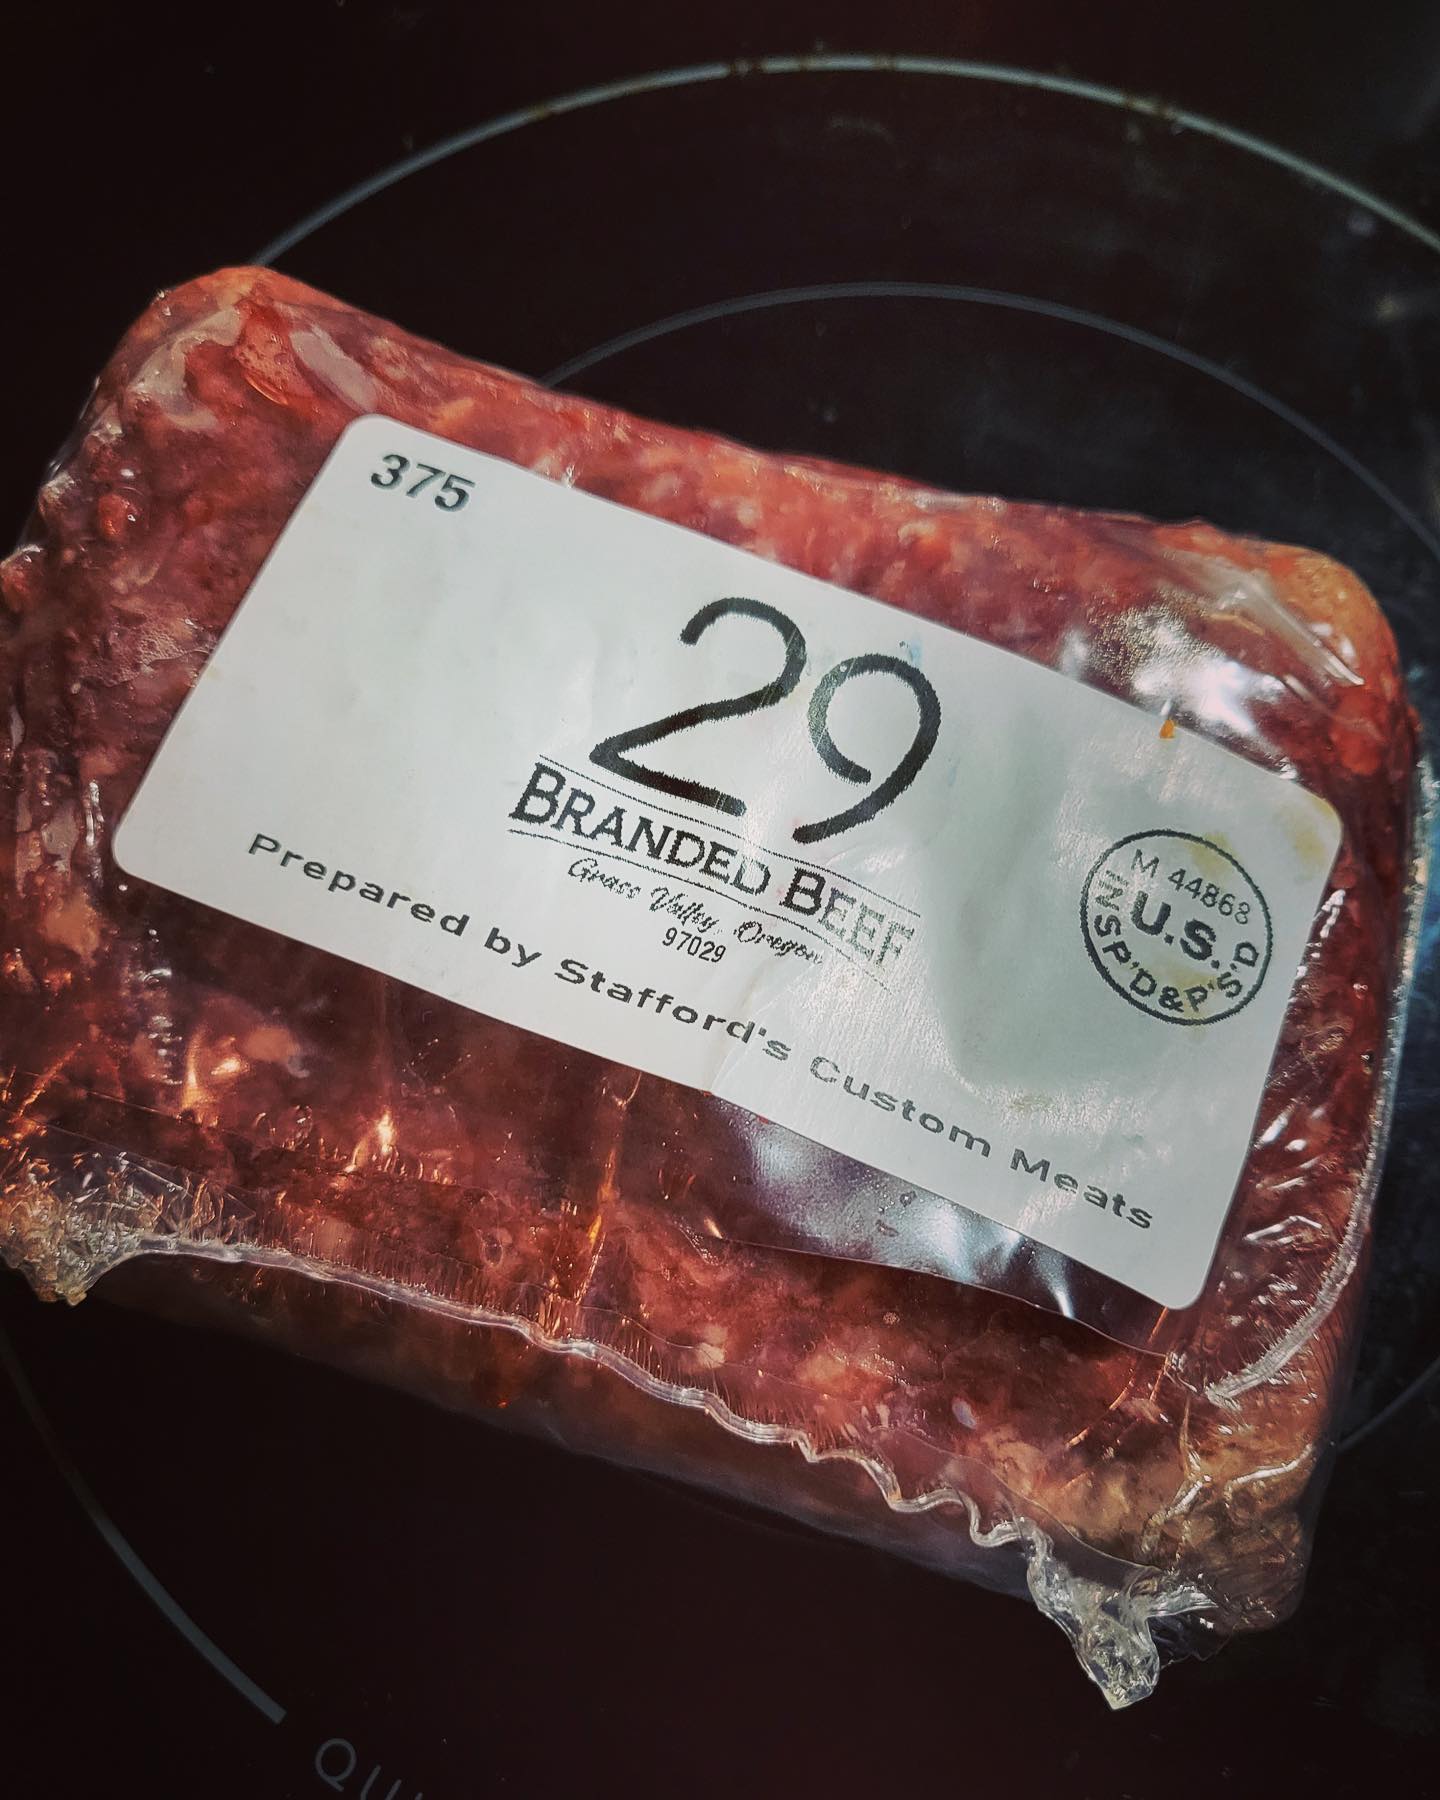 375
29
BRANDED BEEF
Grass Valley, Oregon
97029
Prepared by Stafford's Custom Meats
M 44868
U.S.
INSP'D&P'S'D